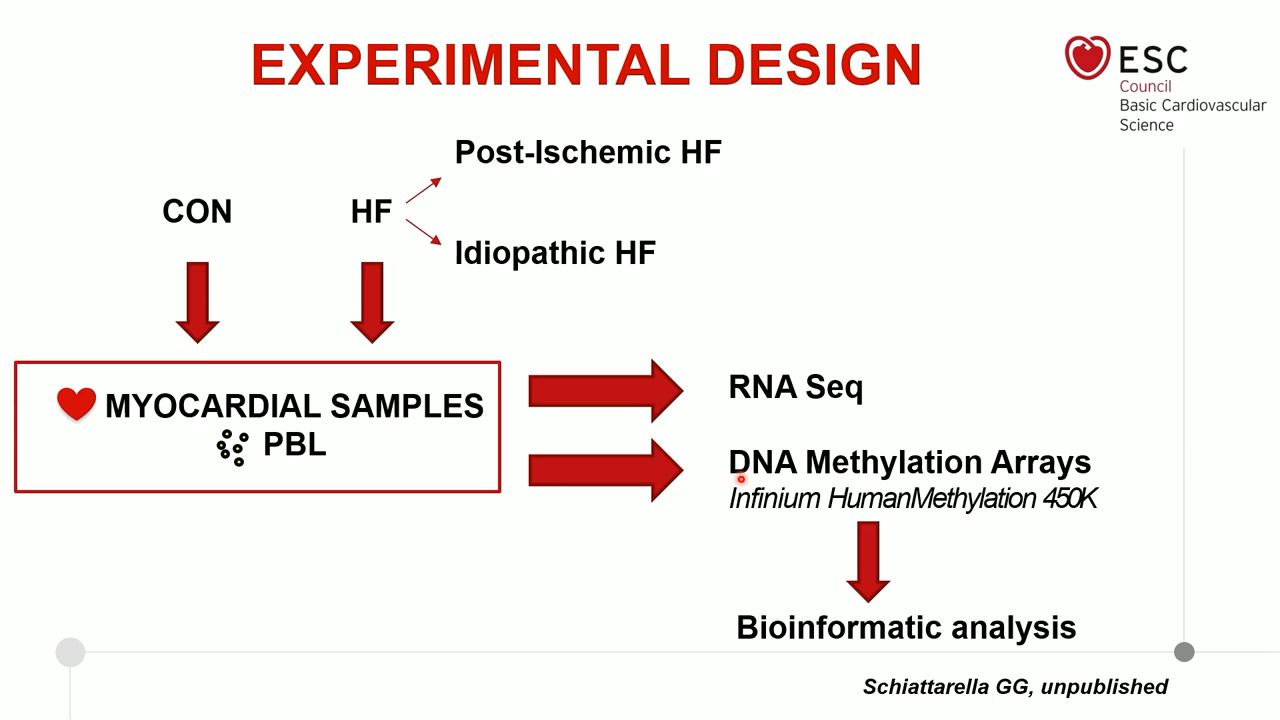 EXPERIMENTAL DESIGN
ESC
Council
Basic Cardiovascular
Science
Post-Ischemic HF
CON
HF
Idiopathic HF
MYOCARDIAL SAMPLES
PBL
RNA Seq
DNA Methylation Arrays
Infinium HumanMethylation 450K
Bioinformatic analysis
Schiattarella GG, unpublished